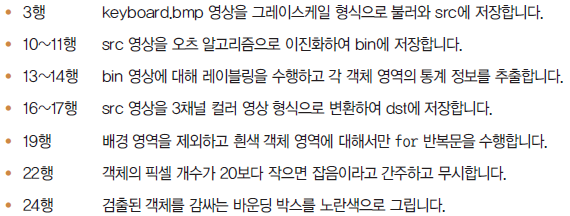 • 3행 keyboard.bmp 영상을 그레이스케일 형식으로 불러와 src에 저장합니다.
• 10~11행 src 영상을 오츠 알고리즘으로 이진화하여 bin에 저장합니다.
• 13~14행 bin 영상에 대해 레이블링을 수행하고 각 객체 영역의 통계 정보를 추출합니다.
• 16~17행 src 영상을 3채널 컬러 영상 형식으로 변환하여 dst에 저장합니다.
• 19행 배경 영역을 제외하고 흰색 객체 영역에 대해서만 for 반복문을 수행합니다.
• 22행 객체의 픽셀 개수가 20보다 작으면 잡음이라고 간주하고 무시합니다.
• 24행 검출된 객체를 감싸는 바운딩 박스를 노란색으로 그립니다.